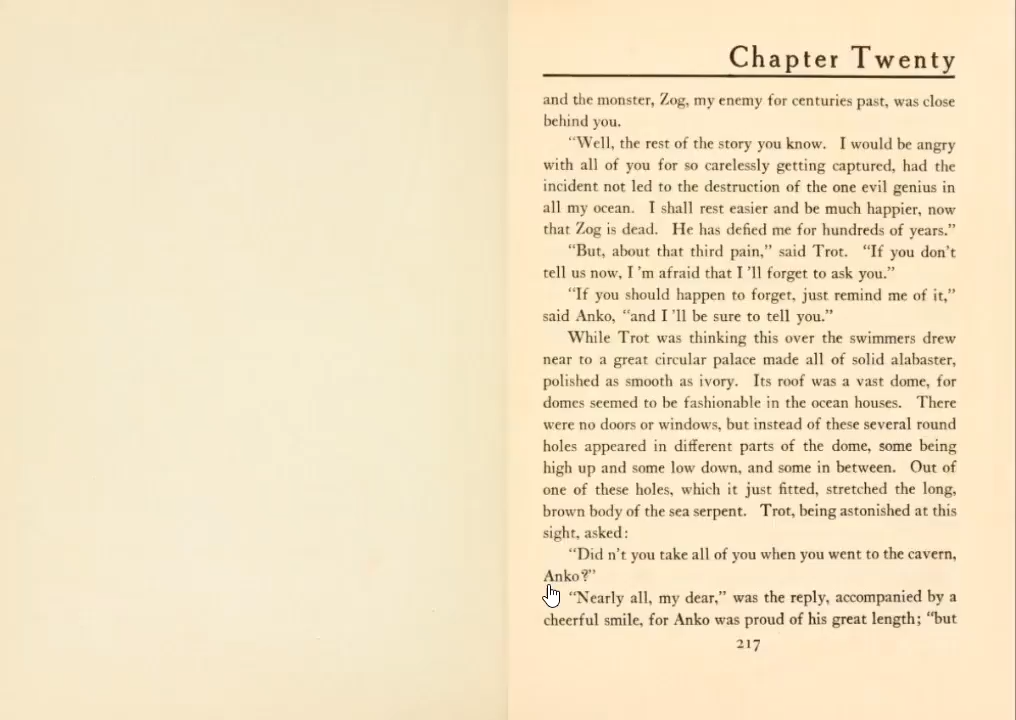 Chapter Twenty
and the monster, Zog, my enemy for centuries past, was close
behind you.
“Well, the rest of the story you know. I would be angry
with all of you for so carelessly getting captured, had the
incident not led to the destruction of the one evil genius in
all my ocean. I shall rest easier and be much happier, now
that Zog is dead. He has defied me for hundreds of years.”
“But, about that third pain,” said Trot. “If you don’t
tell us now, I ’m afraid that I ’ll forget to ask you.”
“If you should happen to forget, just remind me of it,”
said Anko, “and I ’ll be sure to tell you.”
While Trot was thinking this over the swimmers drew
near to a great circular palace made all of solid alabaster,
polished as smooth as ivory. Its roof was a vast dome, for
domes seemed to be fashionable in the ocean houses. There
were no doors or windows, but instead of these several round
holes appeared in different parts of the dome, some being
high up and some low down, and some in between. Out of
one of these holes, which it just fitted, stretched the long,
brown body of the sea serpent. Trot, being astonished at this
sight, asked:
“Did n’t you take all of you when you went to the cavern,
Anko?”
“Nearly all, my dear,” was the reply, accompanied by a
cheerful smile, for Anko was proud of his great length; “but
217